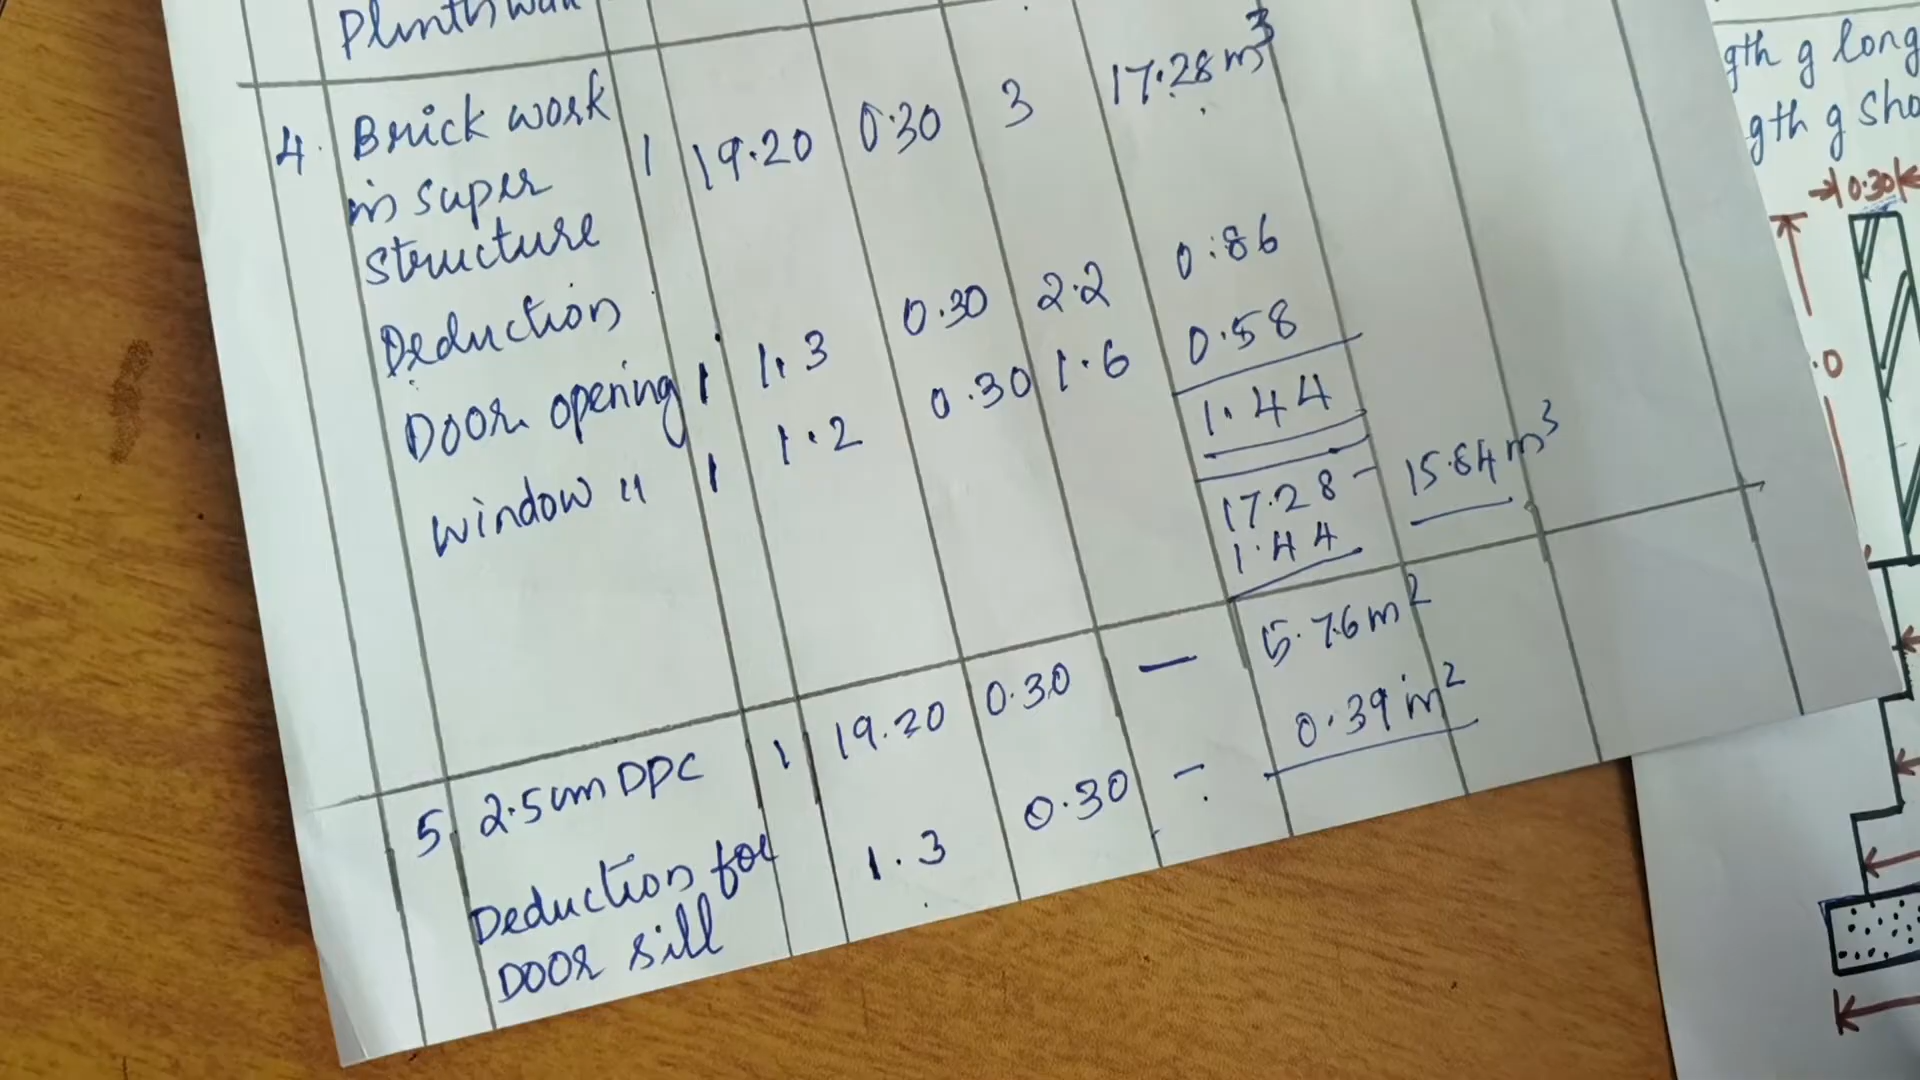 Plinth wall
4. Brick work 1 19.20 0.30 3 17.28 m³
in super
structure
Deduction
Door opening 1 1.3 0.30 2.2 0.86
window 〃 1 1.2 0.30 1.6 0.58
1.44
17.28 - 15.84 m³
1.44
5. 2.5cm DPC 1 19.20 0.30 — 5.76 m²
Deduction for 1.3 0.30 - 0.39 m²
Door sill
gth g long
gth g sho
0.30
.0